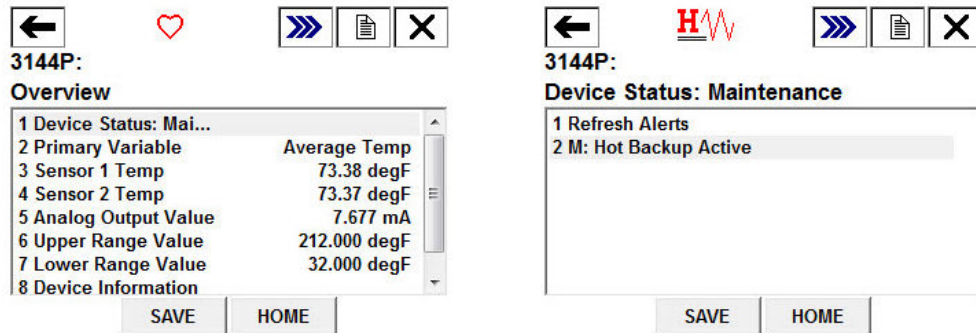 3144P:
Overview
1 Device Status: Mai...
2 Primary Variable Average Temp
3 Sensor 1 Temp 73.38 degF
4 Sensor 2 Temp 73.37 degF
5 Analog Output Value 7.677 mA
6 Upper Range Value 212.000 degF
7 Lower Range Value 32.000 degF
8 Device Information
SAVE HOME
H
3144P:
Device Status: Maintenance
1 Refresh Alerts
2 M: Hot Backup Active
SAVE HOME